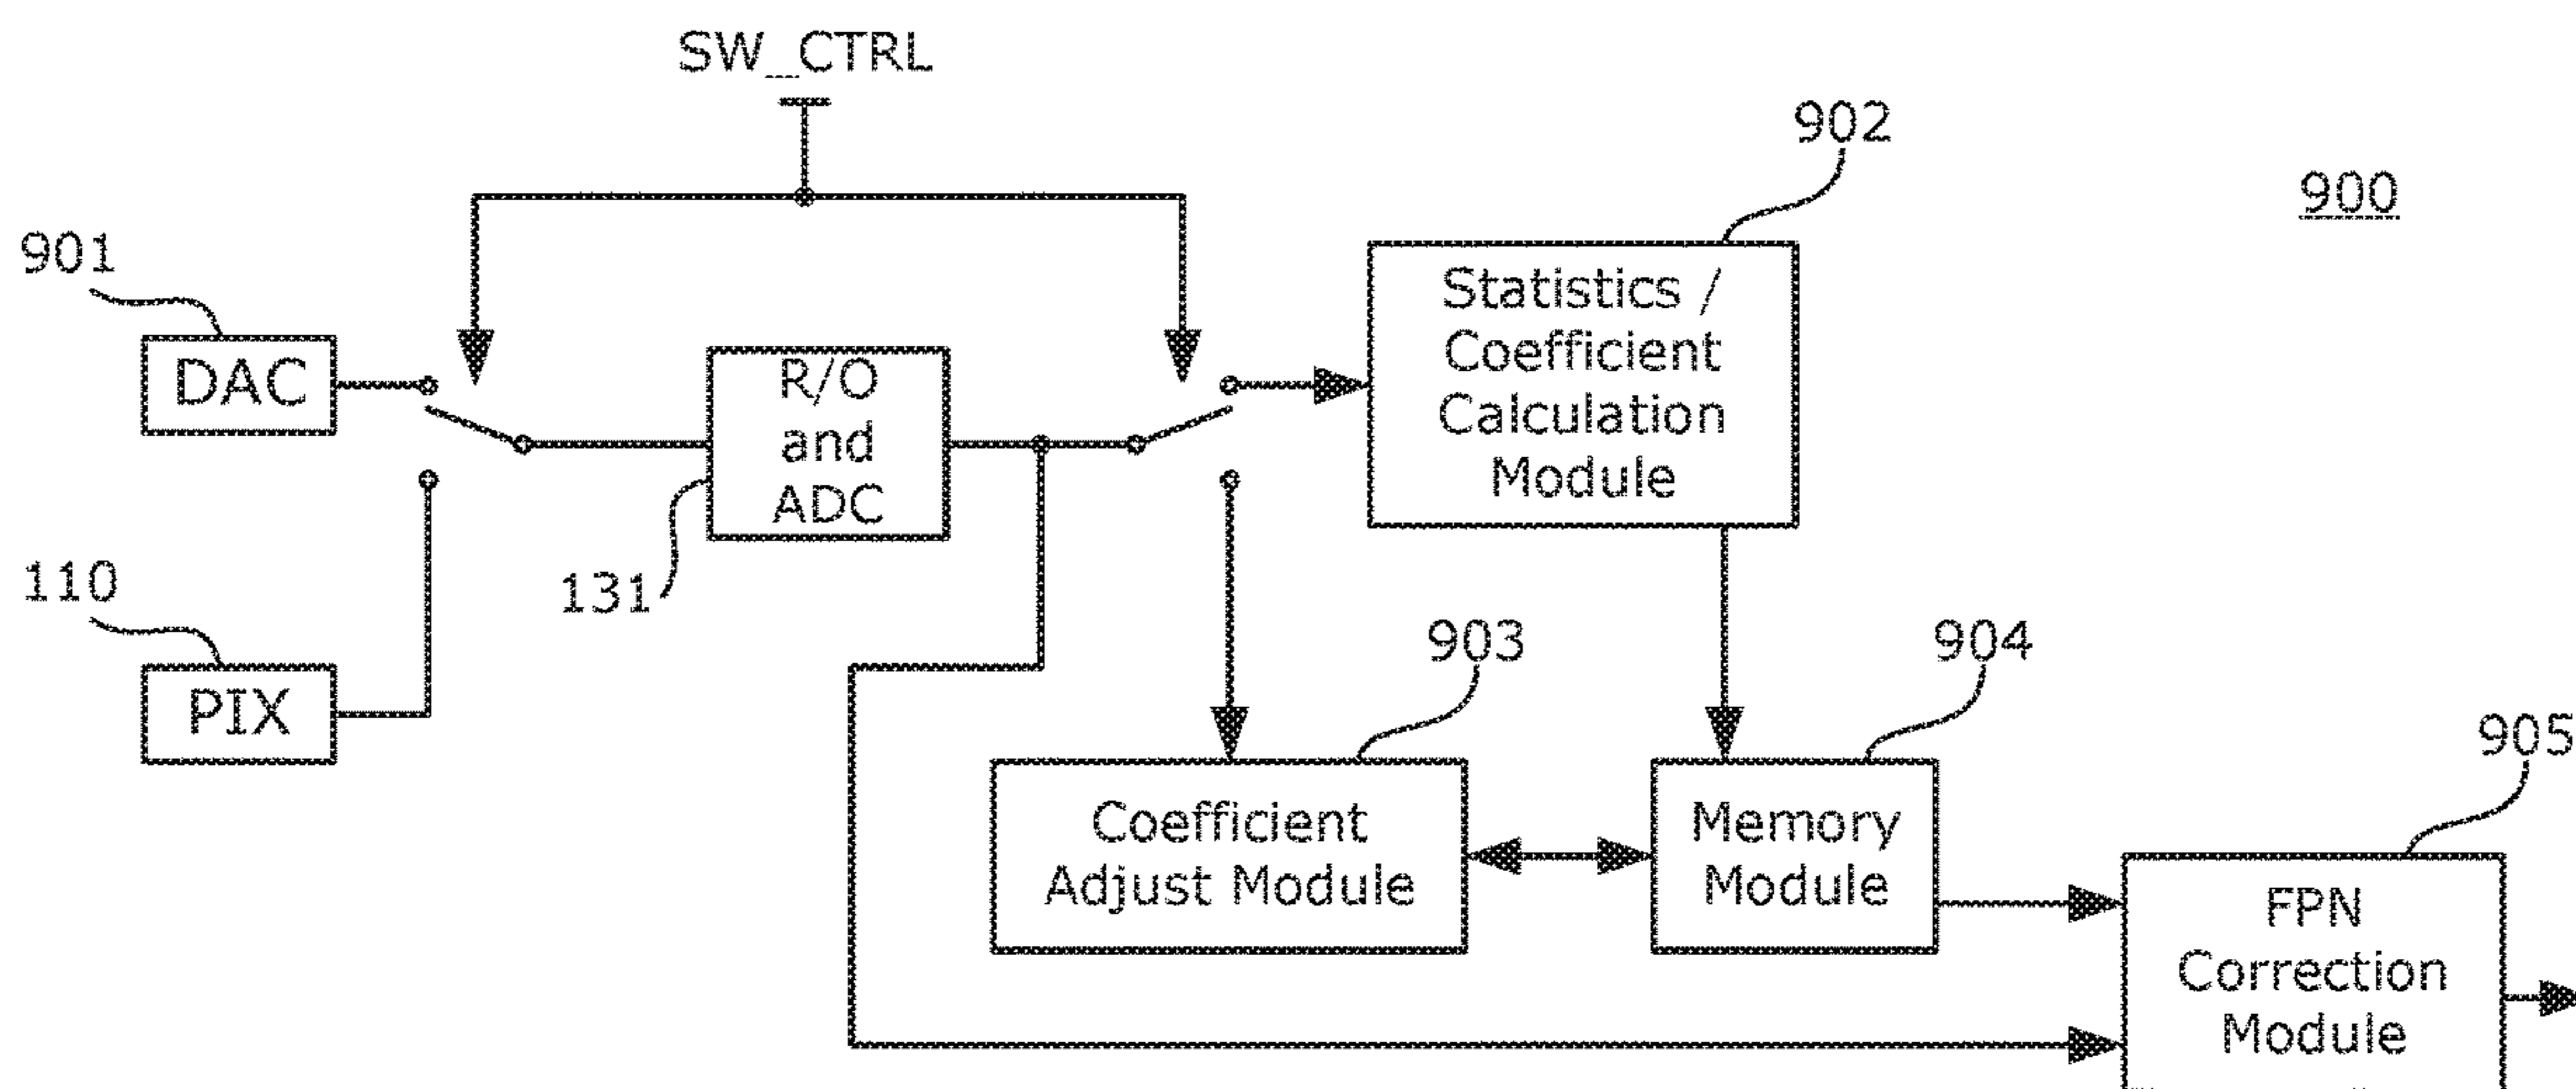 SW_CTRL
902
900
901
Statistics /
Coefficient
Calculation
Module
DAC
R/O
and
ADC
110
131
PIX
903
904
905
Coefficient
Adjust Module
Memory
Module
FPN
Correction
Module